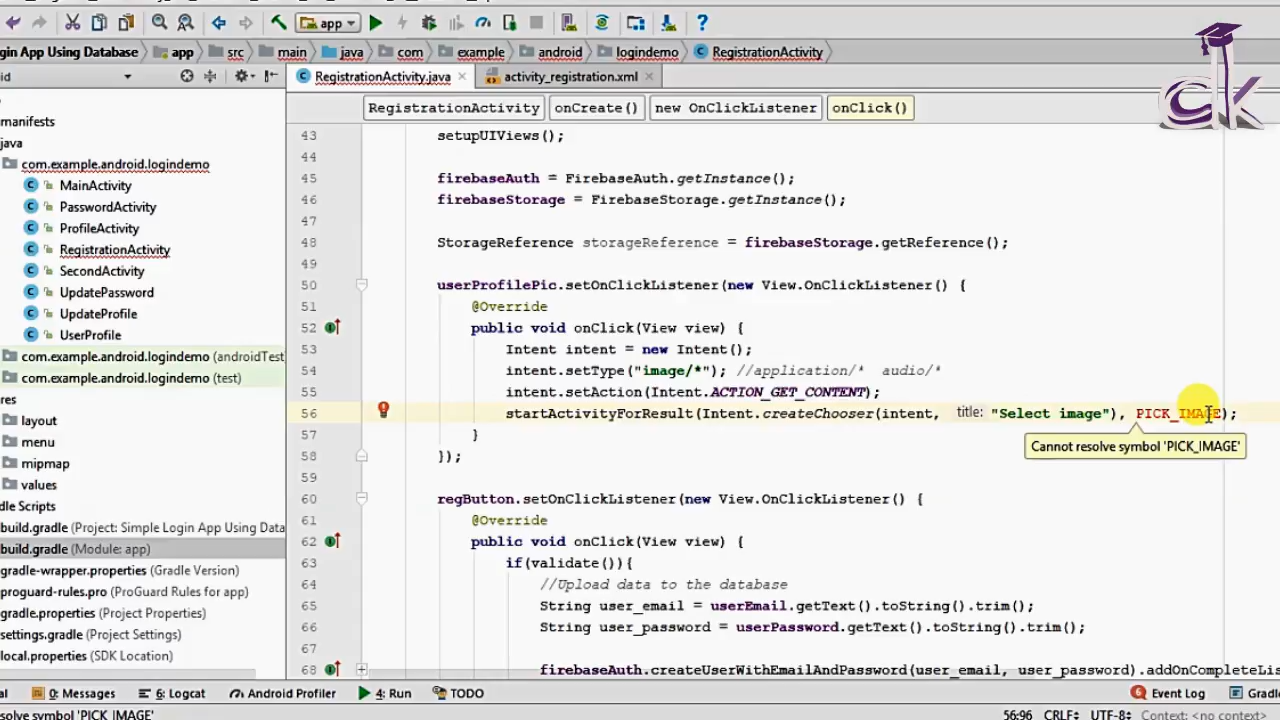 app
gin App Using Database app src main java com example android logindemo RegistrationActivity
id RegistrationActivity.java activity_registration.xml
RegistrationActivity onCreate() new OnClickListener onClick()
manifests
java
com.example.android.logindemo
MainActivity
PasswordActivity
ProfileActivity
RegistrationActivity
SecondActivity
UpdatePassword
UpdateProfile
UserProfile
com.example.android.logindemo (androidTest
com.example.android.logindemo (test)
res
layout
menu
mipmap
values
dle Scripts
build.gradle (Project: Simple Login App Using Data
build.gradle (Module: app)
gradle-wrapper.properties (Gradle Version)
proguard-rules.pro (ProGuard Rules for app)
gradle.properties (Project Properties)
settings.gradle (Project Settings)
local.properties (SDK Location)
43 setupUIViews();
44
45 firebaseAuth = FirebaseAuth.getInstance();
46 firebaseStorage = FirebaseStorage.getInstance();
47
48 StorageReference storageReference = firebaseStorage.getReference();
49
50 userProfilePic.setOnClickListener(new View.OnClickListener() {
51 @Override
52 public void onClick(View view) {
53 Intent intent = new Intent();
54 intent.setType("image/*"); //application/* audio/*
55 intent.setAction(Intent.ACTION_GET_CONTENT);
56 startActivityForResult(Intent.createChooser(intent, title: "Select image"), PICK_IMAGE);
57 }
Cannot resolve symbol 'PICK_IMAGE'
58 });
59
60 regButton.setOnClickListener(new View.OnClickListener() {
61 @Override
62 public void onClick(View view) {
63 if(validate()){
64 //Upload data to the database
65 String user_email = userEmail.getText().toString().trim();
66 String user_password = userPassword.getText().toString().trim();
67
68 firebaseAuth.createUserWithEmailAndPassword(user_email, user_password).addOnCompleteLis
al 0: Messages 6: Logcat Android Profiler 4: Run TODO Event Log Gradl
esolve symbol 'PICK_IMAGE' 56:96 CRLF UTF-8 Context: <no context>